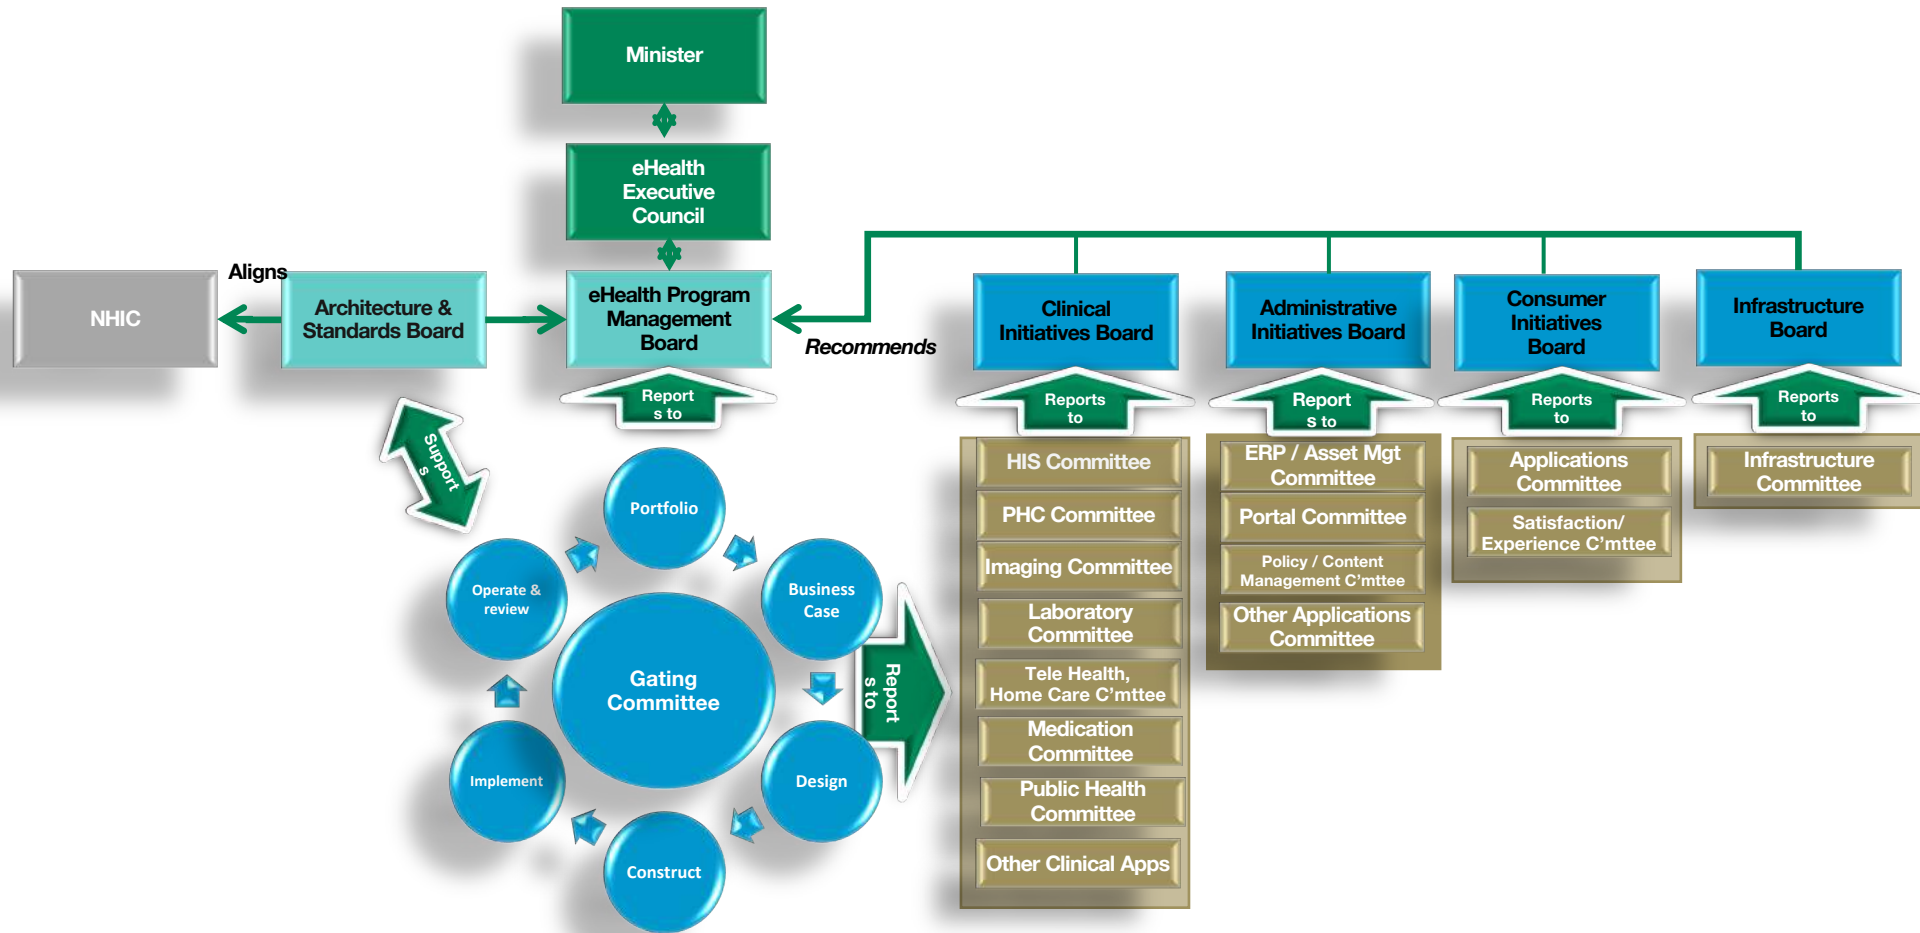 Minister
eHealth
Executive
Council
Aligns
NHIC
Architecture &
Standards Board
eHealth Program
Management
Board
Recommends
Clinical
Initiatives Board
Administrative
Initiatives Board
Consumer
Initiatives
Board
Infrastructure
Board
Report
s to
Reports
to
Report
s to
Reports
to
Reports
to
Support
s
Portfolio
Business
Case
Design
Construct
Implement
Operate &
review
Gating
Committee
Report
s to
HIS Committee
PHC Committee
Imaging Committee
Laboratory
Committee
Tele Health,
Home Care C'mttee
Medication
Committee
Public Health
Committee
Other Clinical Apps
ERP / Asset Mgt
Committee
Portal Committee
Policy / Content
Management C'mttee
Other Applications
Committee
Applications
Committee
Satisfaction/
Experience C'mttee
Infrastructure
Committee